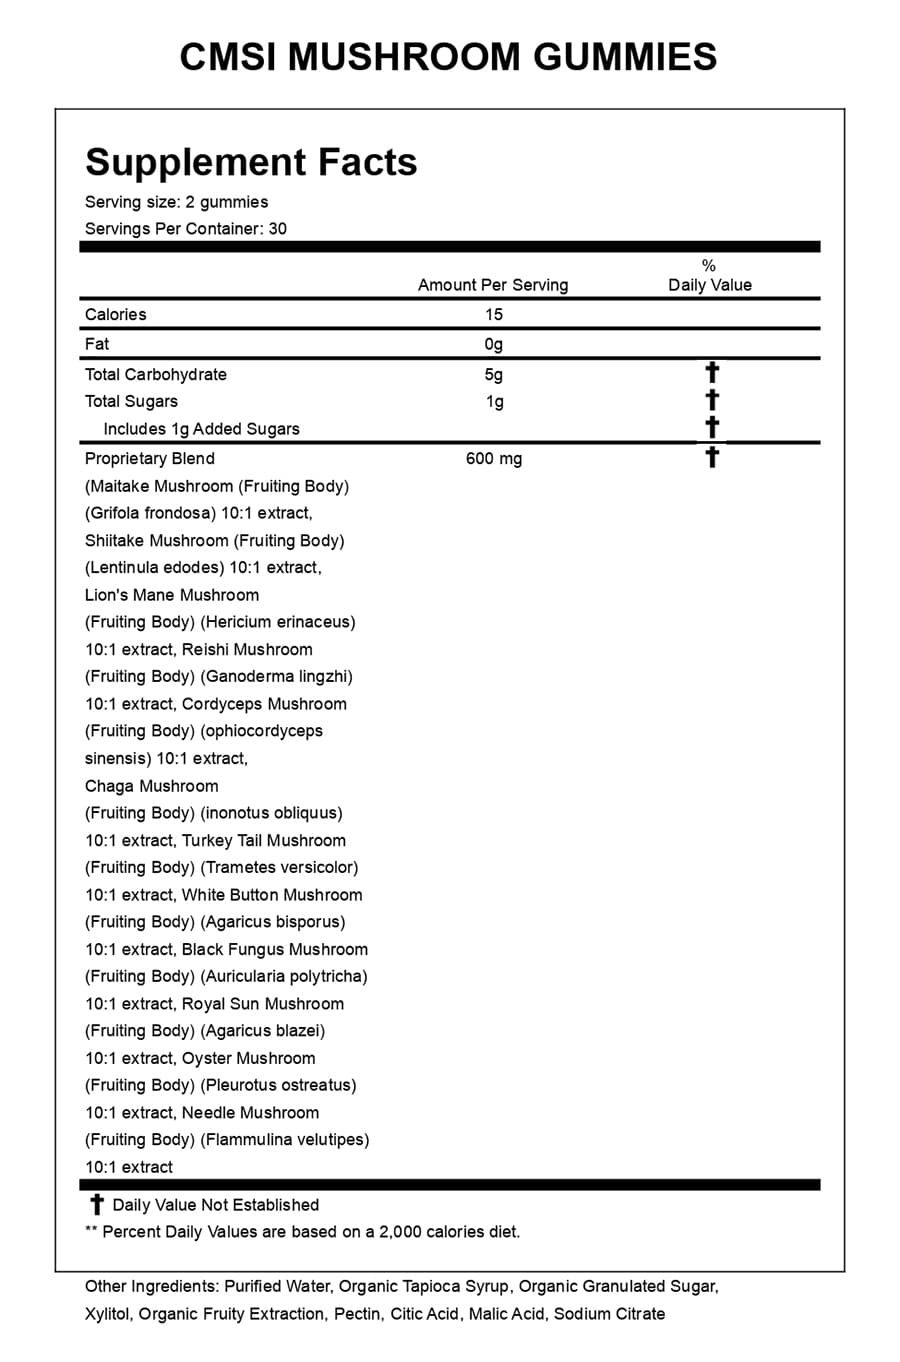 CMSI MUSHROOM GUMMIES
Supplement Facts
Serving size: 2 gummies
Servings Per Container: 30
%
Amount Per Serving Daily Value
Calories 15
Fat 0g
Total Carbohydrate 5g †
Total Sugars 1g †
Includes 1g Added Sugars †
Proprietary Blend 600 mg †
(Maitake Mushroom (Fruiting Body)
(Grifola frondosa) 10:1 extract,
Shiitake Mushroom (Fruiting Body)
(Lentinula edodes) 10:1 extract,
Lion's Mane Mushroom
(Fruiting Body) (Hericium erinaceus)
10:1 extract, Reishi Mushroom
(Fruiting Body) (Ganoderma lingzhi)
10:1 extract, Cordyceps Mushroom
(Fruiting Body) (ophiocordyceps
sinensis) 10:1 extract,
Chaga Mushroom
(Fruiting Body) (inonotus obliquus)
10:1 extract, Turkey Tail Mushroom
(Fruiting Body) (Trametes versicolor)
10:1 extract, White Button Mushroom
(Fruiting Body) (Agaricus bisporus)
10:1 extract, Black Fungus Mushroom
(Fruiting Body) (Auricularia polytricha)
10:1 extract, Royal Sun Mushroom
(Fruiting Body) (Agaricus blazei)
10:1 extract, Oyster Mushroom
(Fruiting Body) (Pleurotus ostreatus)
10:1 extract, Needle Mushroom
(Fruiting Body) (Flammulina velutipes)
10:1 extract
† Daily Value Not Established
** Percent Daily Values are based on a 2,000 calories diet.
Other Ingredients: Purified Water, Organic Tapioca Syrup, Organic Granulated Sugar,
Xylitol, Organic Fruity Extraction, Pectin, Citic Acid, Malic Acid, Sodium Citrate